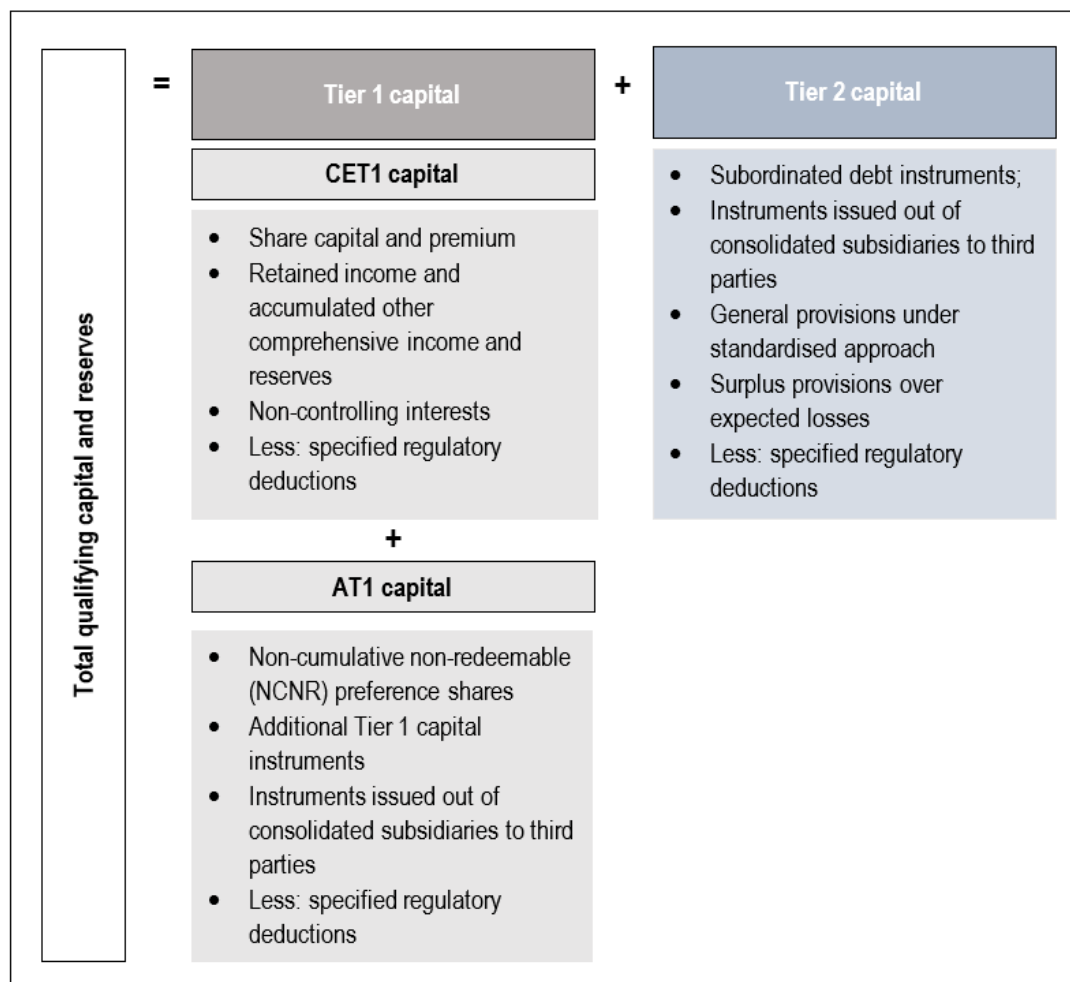 Total qualifying capital and reserves
=
Tier 1 capital
+
Tier 2 capital
CET1 capital
• Share capital and premium
• Retained income and
accumulated other
comprehensive income and
reserves
• Non-controlling interests
• Less: specified regulatory
deductions
+
AT1 capital
• Non-cumulative non-redeemable
(NCNR) preference shares
• Additional Tier 1 capital
instruments
• Instruments issued out of
consolidated subsidiaries to third
parties
• Less: specified regulatory
deductions
• Subordinated debt instruments;
• Instruments issued out of
consolidated subsidiaries to third
parties
• General provisions under
standardised approach
• Surplus provisions over
expected losses
• Less: specified regulatory
deductions